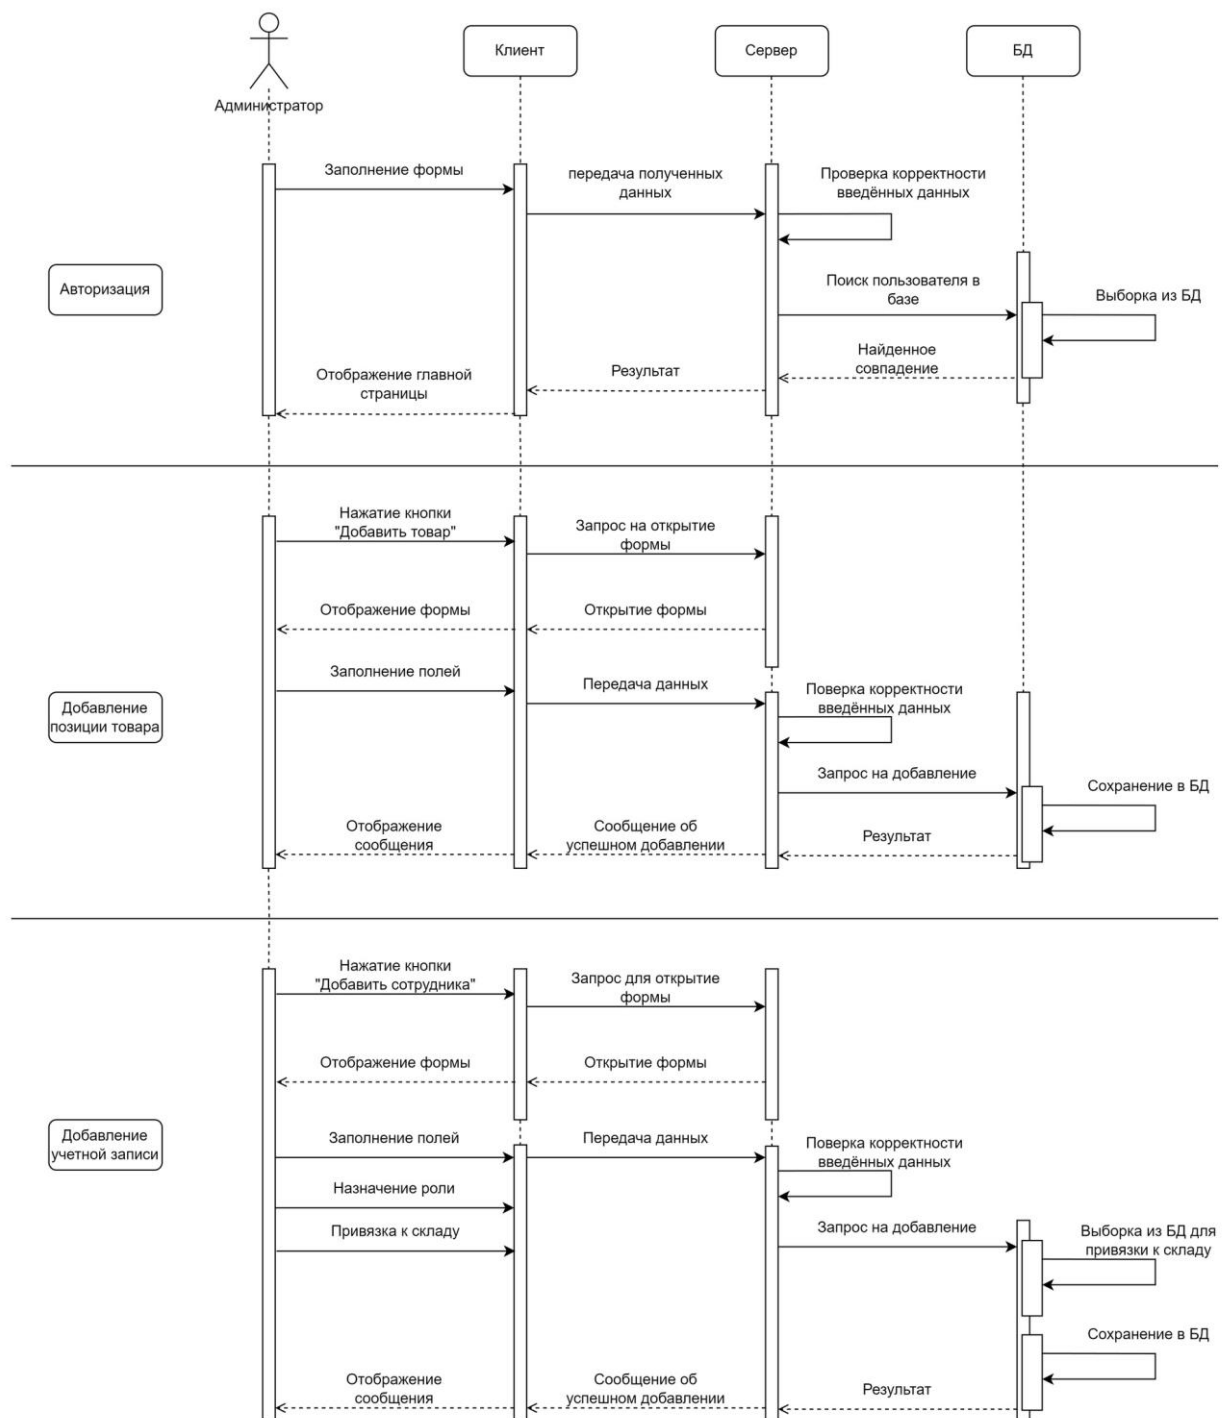 Администратор
Клиент
Сервер
БД
Заполнение формы
передача полученных
данных
Проверка корректности
введённых данных
Авторизация
Поиск пользователя в
базе
Выборка из БД
Найденное
совпадение
Результат
Отображение главной
страницы
Нажатие кнопки
"Добавить товар"
Запрос на открытие
формы
Отображение формы
Открытие формы
Заполнение полей
Передача данных
Поверка корректности
введённых данных
Добавление
позиции товара
Запрос на добавление
Сохранение в БД
Отображение
сообщения
Сообщение об
успешном добавлении
Результат
Нажатие кнопки
"Добавить сотрудника"
Запрос для открытие
формы
Отображение формы
Открытие формы
Добавление
учетной записи
Заполнение полей
Передача данных
Поверка корректности
введённых данных
Назначение роли
Привязка к складу
Запрос на добавление
Выборка из БД для
привязки к складу
Сохранение в БД
Отображение
сообщения
Сообщение об
успешном добавлении
Результат